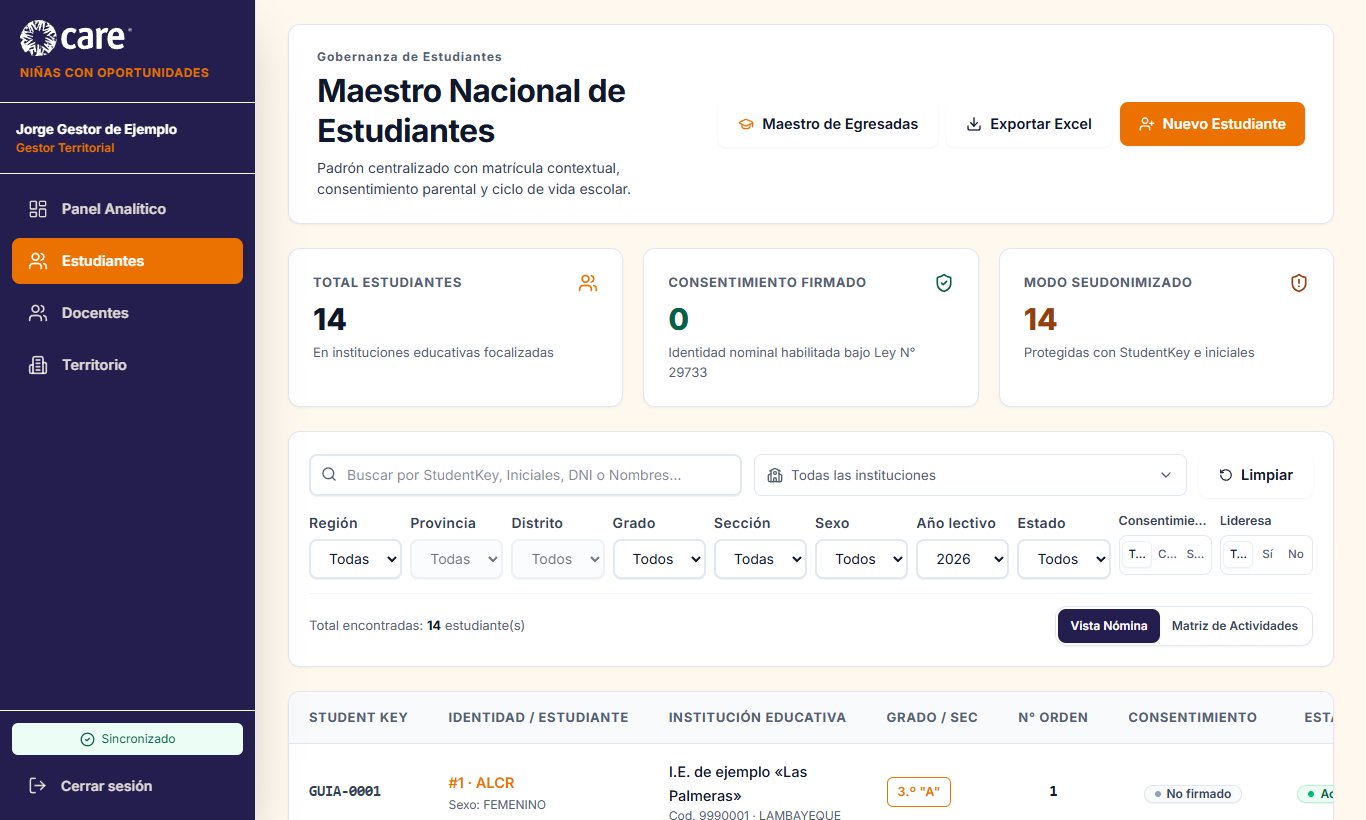 care
NIÑAS CON OPORTUNIDADES
Jorge Gestor de Ejemplo
Gestor Territorial
Panel Analítico
Estudiantes
Docentes
Territorio
Sincronizado
Cerrar sesión
Gobernanza de Estudiantes
Maestro Nacional de
Estudiantes
Padrón centralizado con matrícula contextual,
consentimiento parental y ciclo de vida escolar.
Maestro de Egresadas
Exportar Excel
Nuevo Estudiante
TOTAL ESTUDIANTES
14
En instituciones educativas focalizadas
CONSENTIMIENTO FIRMADO
0
Identidad nominal habilitada bajo Ley N°
29733
MODO SEUDONIMIZADO
14
Protegidas con StudentKey e iniciales
Buscar por StudentKey, Iniciales, DNI o Nombres...
Todas las instituciones
Limpiar
Región Provincia Distrito Grado Sección Sexo Año lectivo Estado Consentimie... Lideresa
Todas Todas Todos Todos Todas Todos 2026 Todos T... C... S... T... Sí No
Total encontradas: 14 estudiante(s)
Vista Nómina
Matriz de Actividades
STUDENT KEY IDENTIDAD / ESTUDIANTE INSTITUCIÓN EDUCATIVA GRADO / SEC N° ORDEN CONSENTIMIENTO
GUIA-0001
#1 · ALCR
Sexo: FEMENINO
I.E. de ejemplo «Las
Palmeras»
Cod. 9990001 · LAMBAYEQUE
3.º "A"
1
No firmado